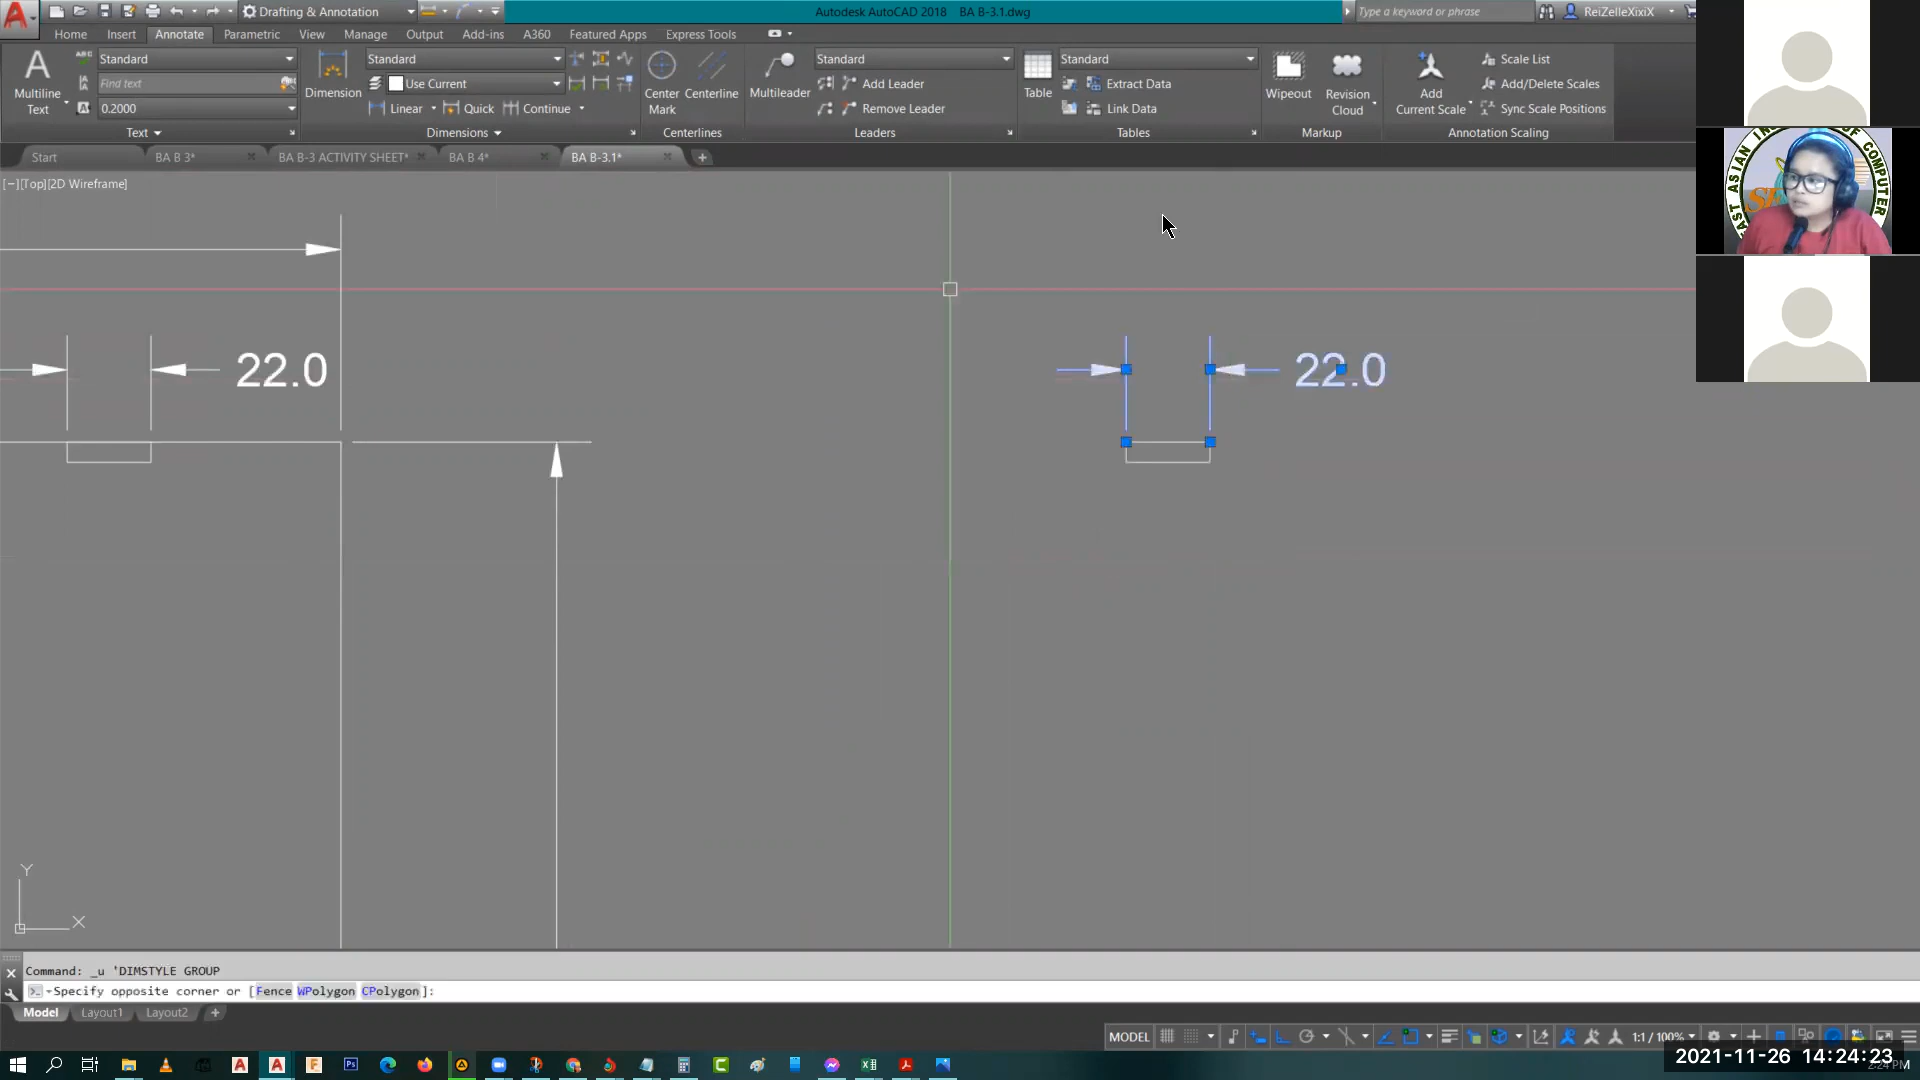 Drafting & Annotation
Autodesk AutoCAD 2018 BA B-3.1.dwg
Type a keyword or phrase
ReiZelleXixiX
Home Insert Annotate Parametric View Manage Output Add-ins A360 Featured Apps Express Tools
Multiline Text
ABC
Standard
Find text
0.2000
Dimension
Standard
Use Current
Linear Quick Continue
Center Mark
Centerline
Multileader
Standard
Add Leader
Remove Leader
Table
Standard
Extract Data
Link Data
Wipeout
Revision Cloud
Add Current Scale
Scale List
Add/Delete Scales
Sync Scale Positions
Text Dimensions Centerlines Leaders Tables Markup Annotation Scaling
Start BA B 3* BA B-3 ACTIVITY SHEET* BA B 4* BA B-3.1*
[−][Top][2D Wireframe]
22.0
22.0
Y
X
Command: _u 'DIMSTYLE GROUP
Specify opposite corner or [Fence WPolygon CPolygon]:
Model Layout1 Layout2
MODEL
1:1 / 100%
2021-11-26 14:24:23